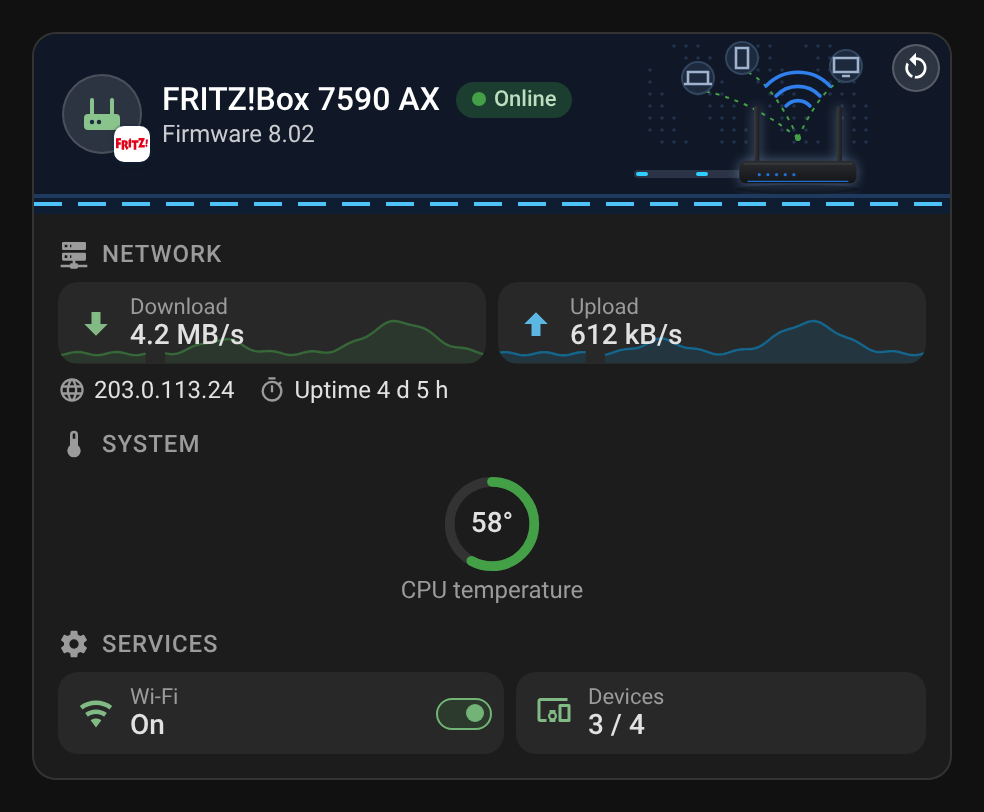 FRITZ!Box 7590 AX
Online
FRITZ!
Firmware 8.02
NETWORK
Download
4.2 MB/s
Upload
612 kB/s
203.0.113.24
Uptime 4 d 5 h
SYSTEM
58°
CPU temperature
SERVICES
Wi-Fi
On
Devices
3 / 4